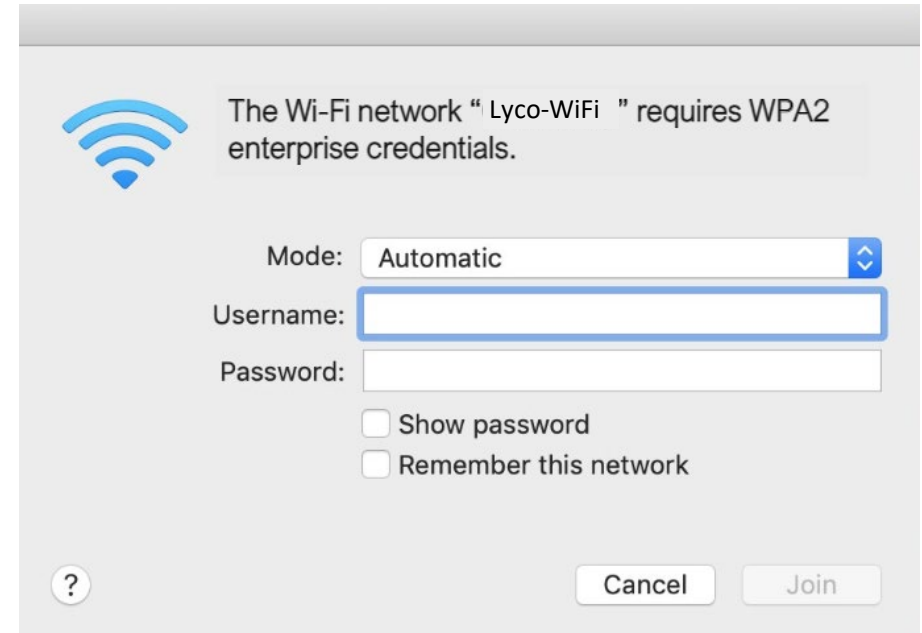 The Wi-Fi network “ Lyco-WiFi ” requires WPA2
enterprise credentials.
Mode: Automatic
Username:
Password:
Show password
Remember this network
? Cancel Join